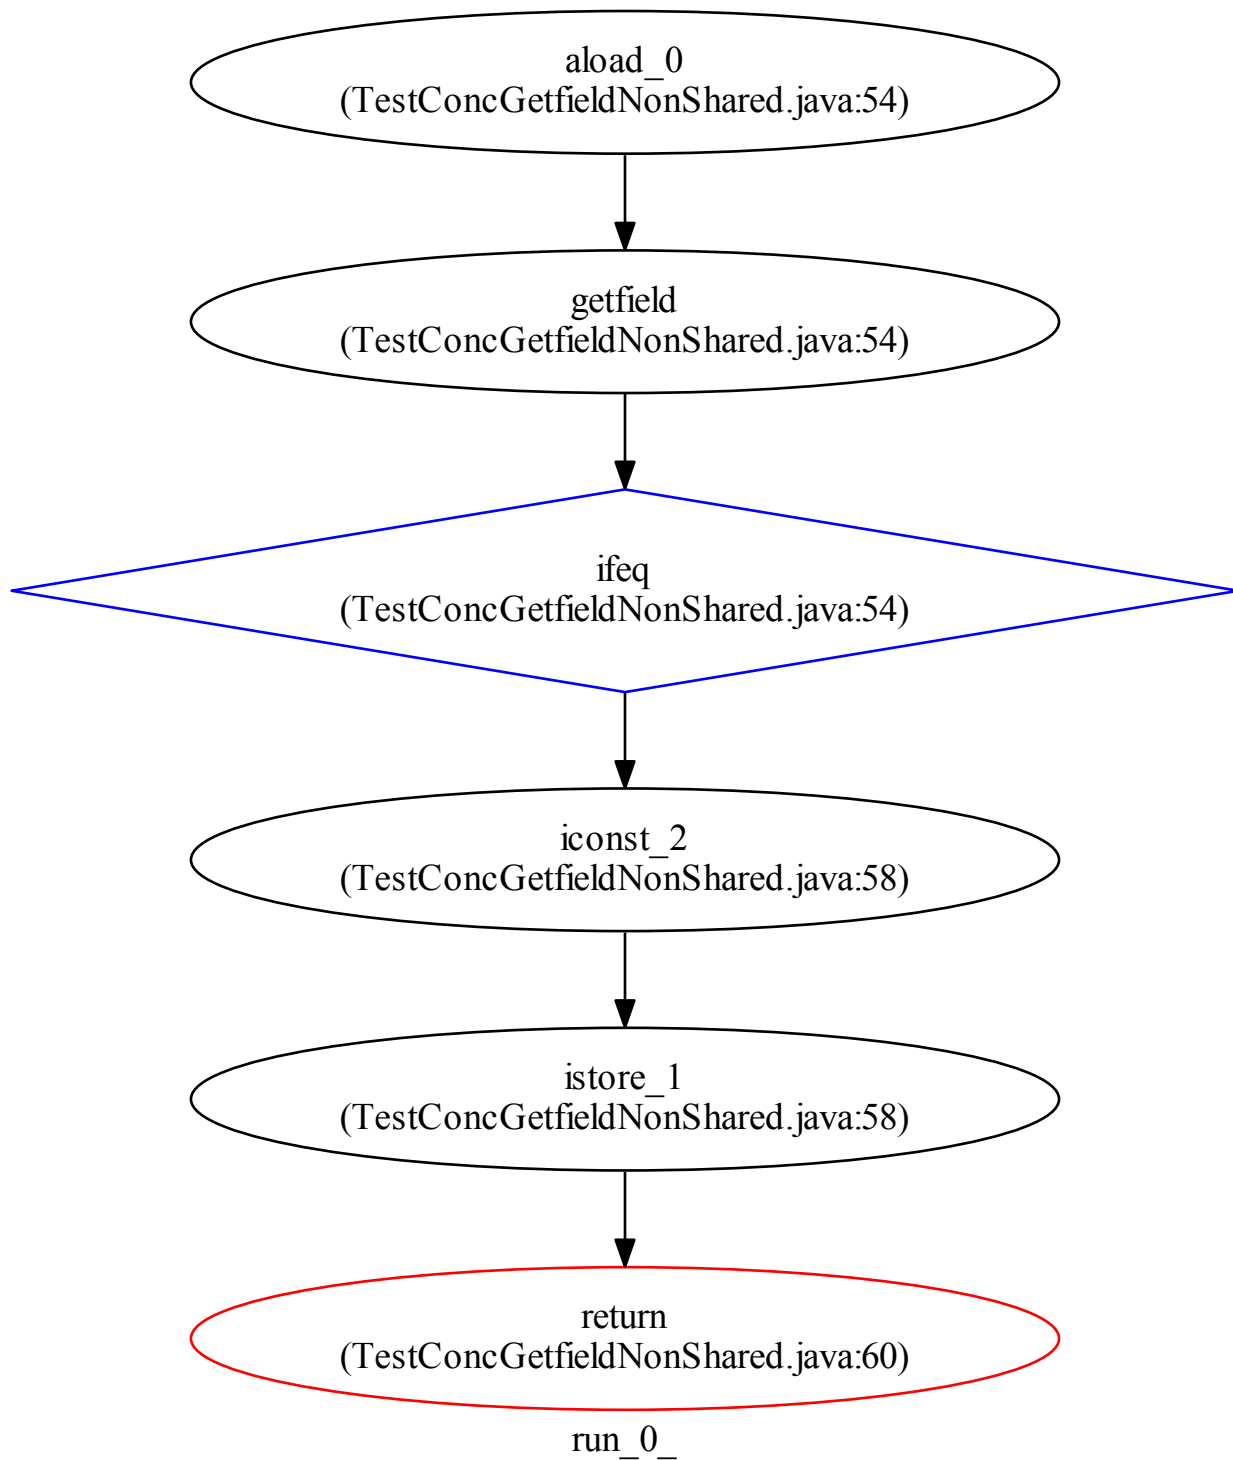 aload_0
(TestConcGetfieldNonShared.java:54)
getfield
(TestConcGetfieldNonShared.java:54)
ifeq
(TestConcGetfieldNonShared.java:54)
iconst_2
(TestConcGetfieldNonShared.java:58)
istore_1
(TestConcGetfieldNonShared.java:58)
return
(TestConcGetfieldNonShared.java:60)
run_0_